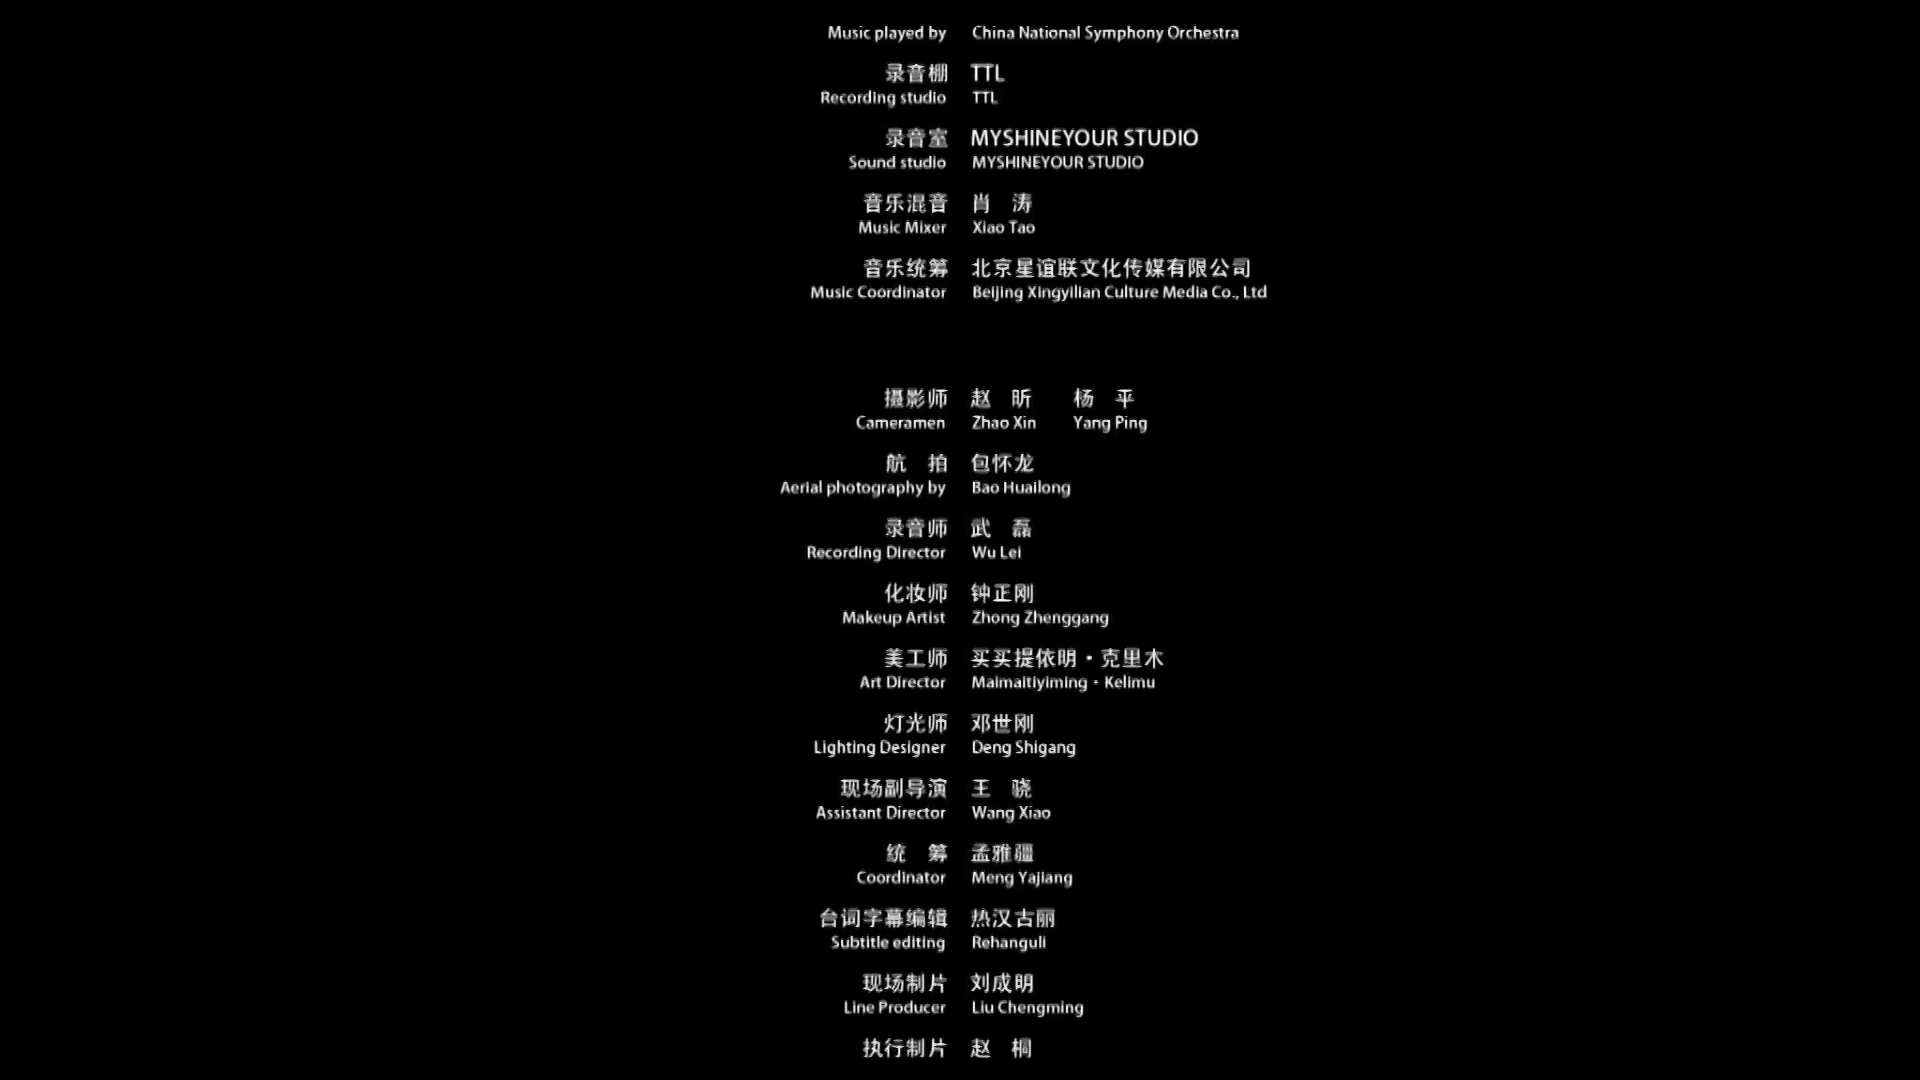 Music played by China National Symphony Orchestra
录音棚 TTL
Recording studio TTL
录音室 MYSHINEYOUR STUDIO
Sound studio MYSHINEYOUR STUDIO
音乐混音 肖 涛
Music Mixer Xiao Tao
音乐统筹 北京星谊联文化传媒有限公司
Music Coordinator Beijing Xingyilian Culture Media Co., Ltd
摄影师 赵 昕 杨 平
Cameramen Zhao Xin Yang Ping
航 拍 包怀龙
Aerial photography by Bao Huailong
录音师 武 磊
Recording Director Wu Lei
化妆师 钟正刚
Makeup Artist Zhong Zhenggang
美工师 买买提依明·克里木
Art Director Maimaitiyiming·Kelimu
灯光师 邓世刚
Lighting Designer Deng Shigang
现场副导演 王 骁
Assistant Director Wang Xiao
统 筹 孟雅疆
Coordinator Meng Yajiang
台词字幕编辑 热汉古丽
Subtitle editing Rehanguli
现场制片 刘成明
Line Producer Liu Chengming
执行制片 赵 桐